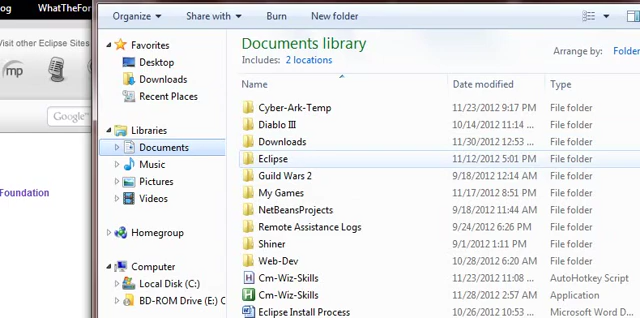 og
WhatTheFor
Visit other Eclipse Sites
mp
Google™
Foundation
Organize
Share with
Burn
New folder
Favorites
Desktop
Downloads
Recent Places
Libraries
Documents
Music
Pictures
Videos
Homegroup
Computer
Local Disk (C:)
BD-ROM Drive (E:) C
Documents library
Includes: 2 locations
Arrange by: Folder
Name Date modified Type
Cyber-Ark-Temp 11/23/2012 9:17 PM File folder
Diablo III 10/14/2012 11:14 ... File folder
Downloads 11/30/2012 12:53 ... File folder
Eclipse 11/12/2012 5:01 PM File folder
Guild Wars 2 9/18/2012 12:14 AM File folder
My Games 11/17/2012 8:51 PM File folder
NetBeansProjects 9/18/2012 11:44 AM File folder
Remote Assistance Logs 9/24/2012 6:26 PM File folder
Shiner 9/1/2012 1:11 PM File folder
Web-Dev 10/28/2012 6:20 AM File folder
Cm-Wiz-Skills 11/23/2012 11:08 ... AutoHotkey Script
Cm-Wiz-Skills 11/28/2012 2:57 AM Application
Eclipse Install Process 10/26/2012 10:53 ... Microsoft Word D...